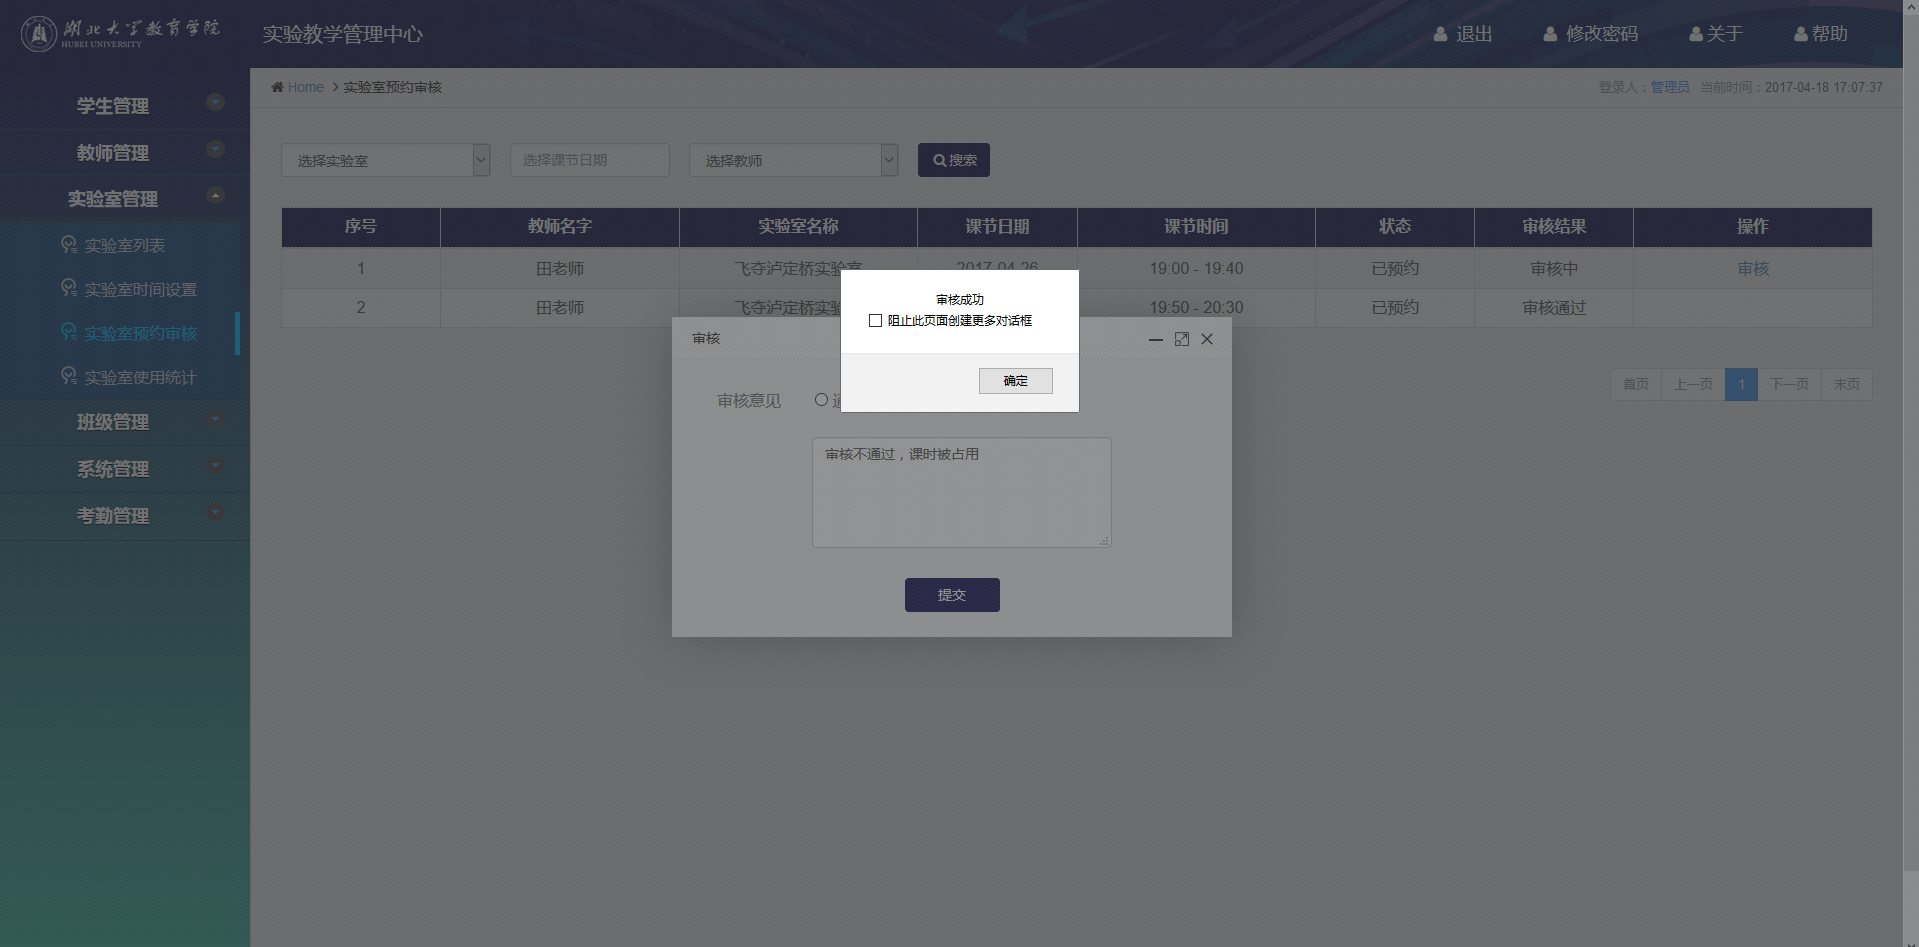 湖北大学教育学院
HUBEI UNIVERSITY
实验教学管理中心
退出 修改密码 关于 帮助
Home 实验室预约审核
登录人：管理员 当前时间：2017-04-18 17:07:37
学生管理
教师管理
实验室管理
实验室列表
实验室时间设置
实验室预约审核
实验室使用统计
班级管理
系统管理
考勤管理
选择实验室 选择课节日期 选择教师 搜索
序号 教师名字 实验室名称 课节日期 课节时间 状态 审核结果 操作
1 田老师 飞夺泸定桥实验室 2017-04-26 19:00 - 19:40 已预约 审核中 审核
2 田老师 飞夺泸定桥实验 19:50 - 20:30 已预约 审核通过
首页 上一页 1 下一页 末页
审核成功
阻止此页面创建更多对话框
确定
审核
审核意见
审核不通过，课时被占用
提交